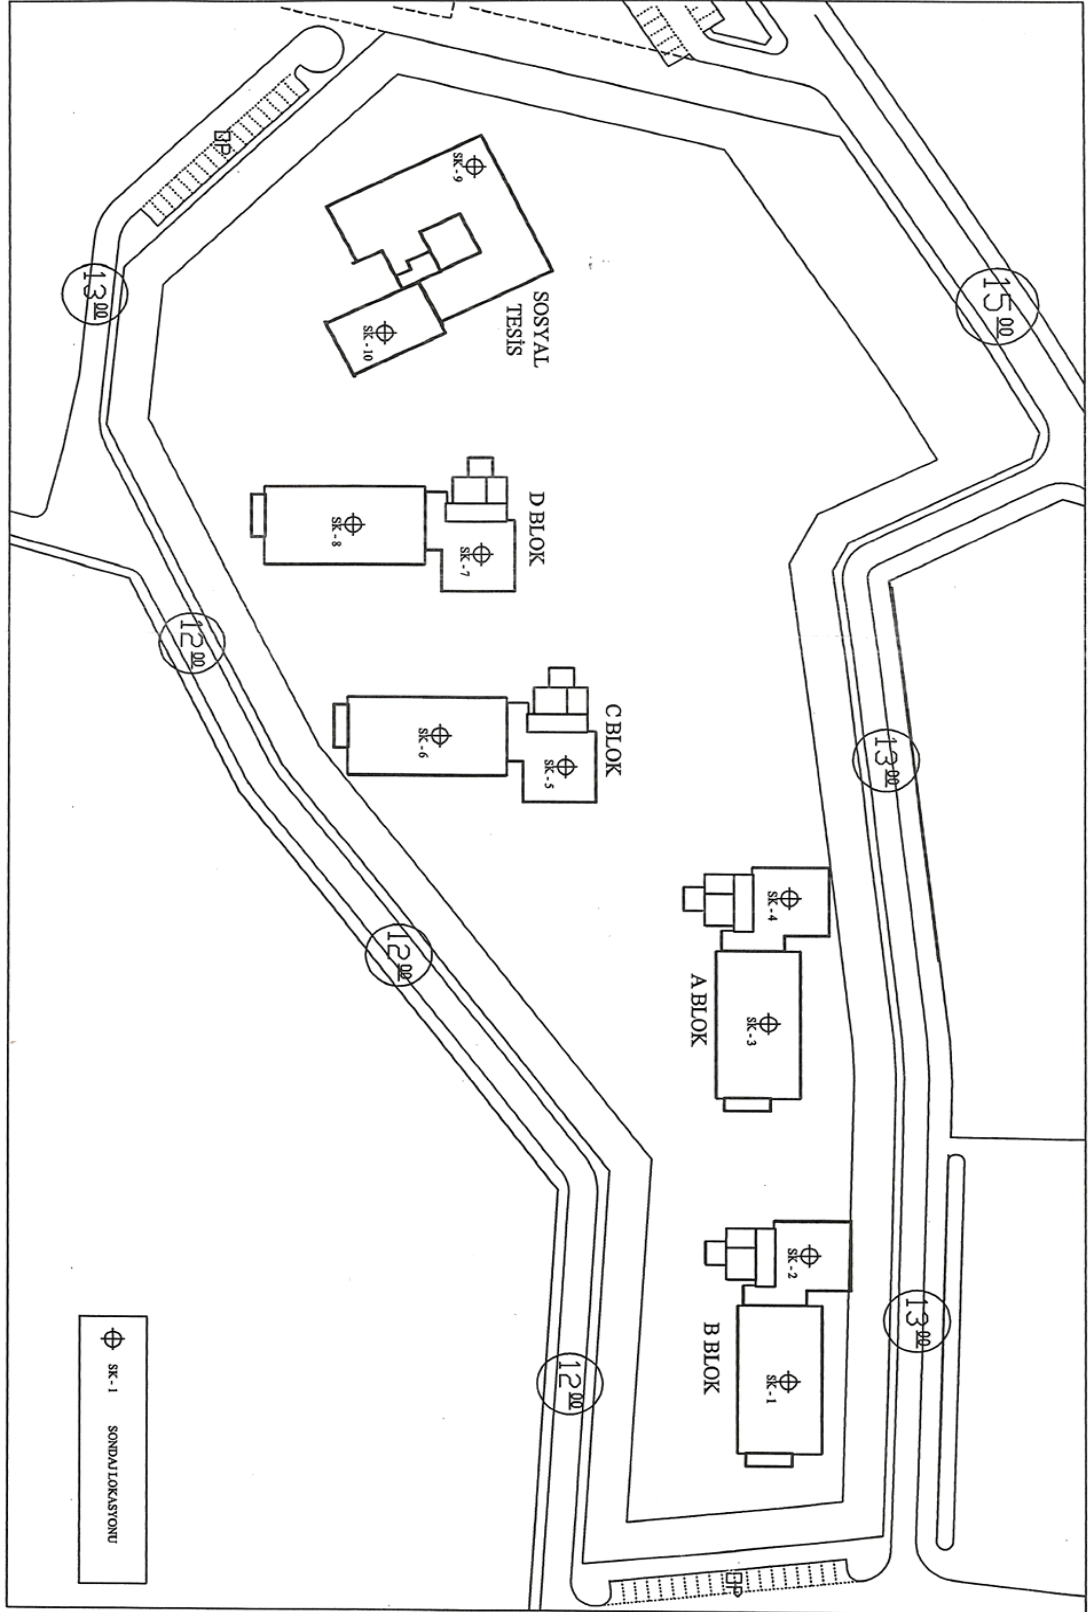 P
13 00
15 00
SK-9
SK-10
SOSYAL
TESİS
D BLOK
SK-8
SK-7
12 00
C BLOK
SK-6
SK-5
13 00
SK-4
12 00
A BLOK
SK-3
SK-2
13 00
B BLOK
SK-1
12 00
P
SK-1 SONDAJ LOKASYONU